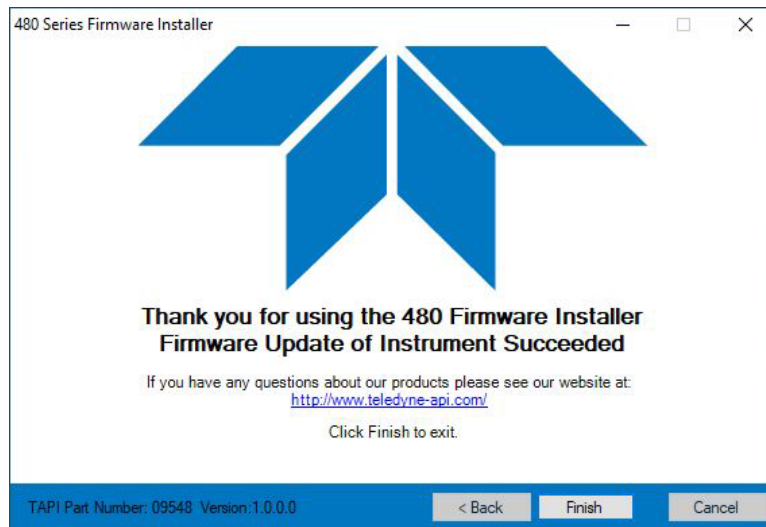 480 Series Firmware Installer
Thank you for using the 480 Firmware Installer
Firmware Update of Instrument Succeeded
If you have any questions about our products please see our website at:
http://www.teledyne-api.com/
Click Finish to exit.
TAPI Part Number: 09548 Version:1.0.0.0 < Back Finish Cancel